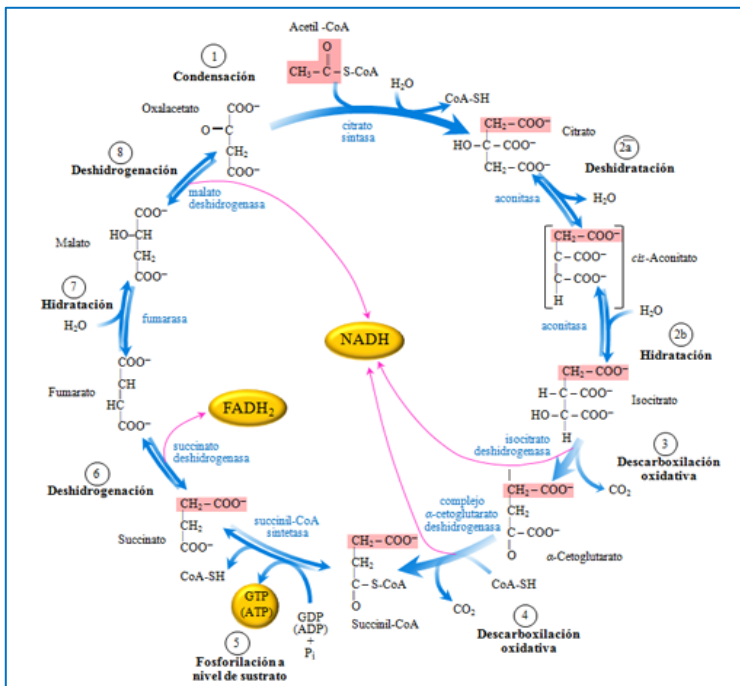 Acetil -CoA
O
CH₃ – C – S-CoA
1
Condensación
Oxalacetato
COO⁻
O – C
CH₂
COO⁻
H₂O
CoA-SH
citrato
sintasa
CH₂ – COO⁻
HO – C – COO⁻
CH₂ – COO⁻
Citrato
2a
Deshidratación
aconitasa
H₂O
CH₂ – COO⁻
C – COO⁻
C – COO⁻
H
cis-Aconitato
aconitasa
H₂O
2b
Hidratación
CH₂ – COO⁻
H – C – COO⁻
HO – C – COO⁻
H
Isocitrato
isocitrato
deshidrogenasa
3
Descarboxilación
oxidativa
CO₂
CH₂ – COO⁻
CH₂
C – COO⁻
O
α-Cetoglutarato
complejo
α-cetoglutarato
deshidrogenasa
CoA-SH
CO₂
4
Descarboxilación
oxidativa
CH₂ – COO⁻
CH₂
C – S-CoA
O
Succinil-CoA
succinil-CoA
sintetasa
CoA-SH
GTP
(ATP)
GDP
(ADP)
+
Pᵢ
5
Fosforilación a
nivel de sustrato
CH₂ – COO⁻
CH₂
COO⁻
Succinato
6
Deshidrogenación
succinato
deshidrogenasa
FADH₂
NADH
COO⁻
CH
HC
COO⁻
Fumarato
fumarasa
7
Hidratación
H₂O
COO⁻
HO – CH
CH₂
COO⁻
Malato
malato
deshidrogenasa
8
Deshidrogenación